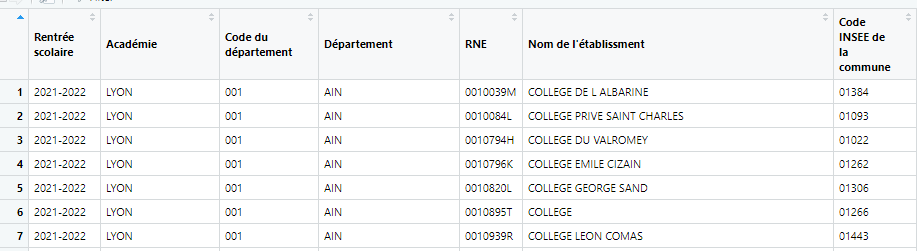 Rentrée scolaire Académie Code du département Département RNE Nom de l'établissment Code INSEE de la commune
1 2021-2022 LYON 001 AIN 0010039M COLLEGE DE L ALBARINE 01384
2 2021-2022 LYON 001 AIN 0010084L COLLEGE PRIVE SAINT CHARLES 01093
3 2021-2022 LYON 001 AIN 0010794H COLLEGE DU VALROMEY 01022
4 2021-2022 LYON 001 AIN 0010796K COLLEGE EMILE CIZAIN 01262
5 2021-2022 LYON 001 AIN 0010820L COLLEGE GEORGE SAND 01306
6 2021-2022 LYON 001 AIN 0010895T COLLEGE 01266
7 2021-2022 LYON 001 AIN 0010939R COLLEGE LEON COMAS 01443